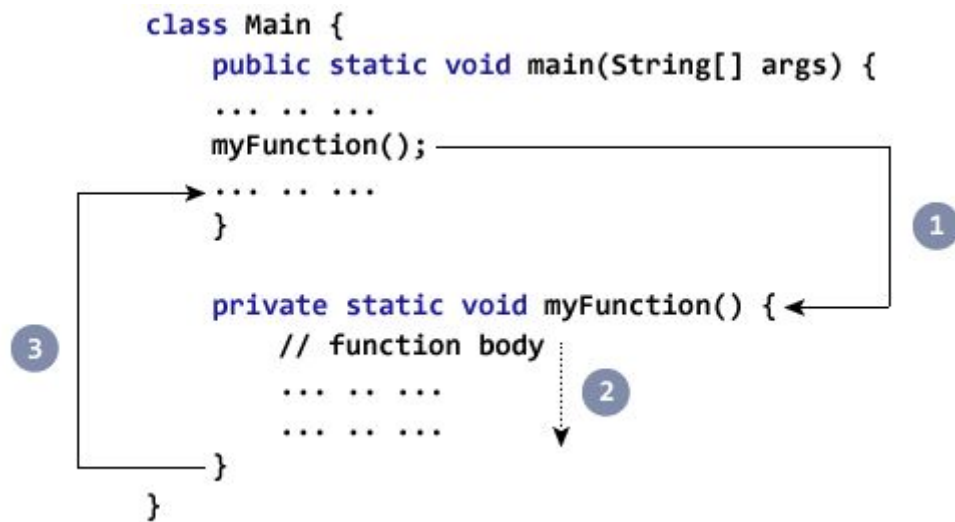 class Main {
public static void main(String[] args) {
... .. ...
myFunction();
... .. ...
}
1
private static void myFunction() {
// function body
3
... .. ...
2
... .. ...
}
}